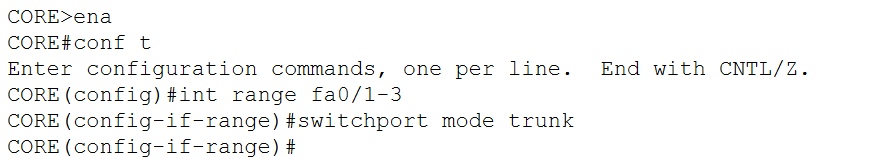 CORE>ena
CORE#conf t
Enter configuration commands, one per line.  End with CNTL/Z.
CORE(config)#int range fa0/1-3
CORE(config-if-range)#switchport mode trunk
CORE(config-if-range)#